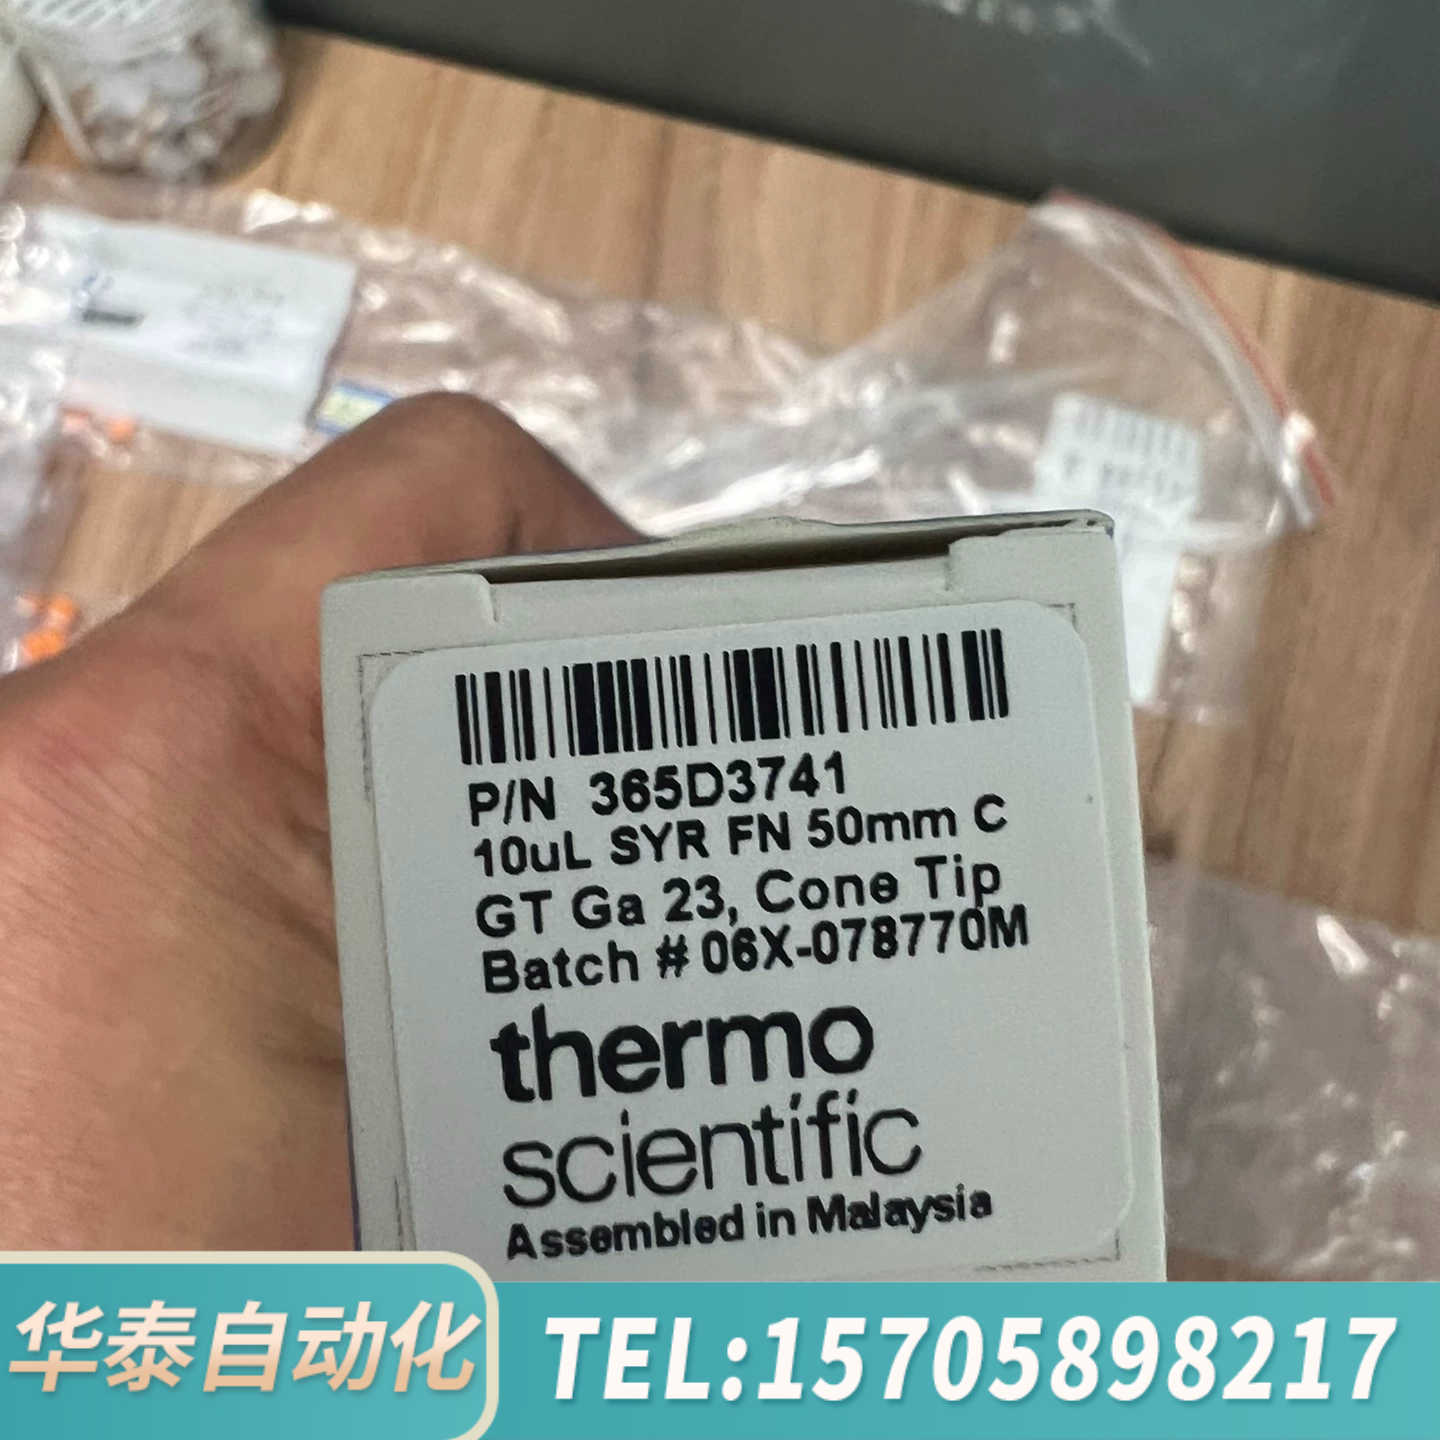 P/N 365D3741
10uL SYR FN 50mm C
GT Ga 23, Cone Tip
Batch # 06X-078770M
thermo
scientific
Assembled in Malaysia
华泰自动化
TEL:15705898217